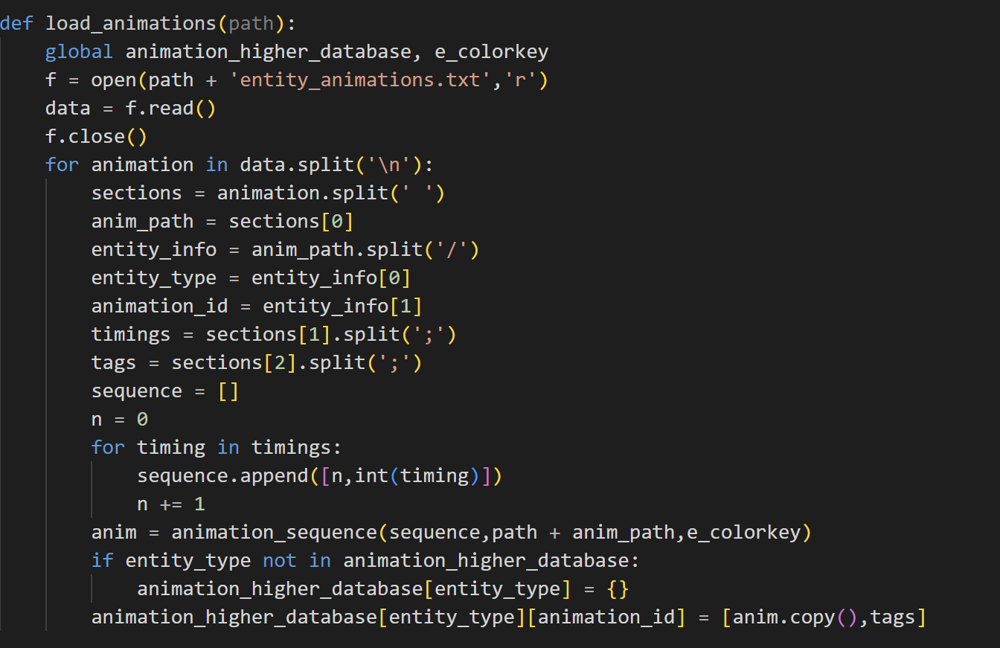 def load_animations(path):
    global animation_higher_database, e_colorkey
    f = open(path + 'entity_animations.txt','r')
    data = f.read()
    f.close()
    for animation in data.split('\n'):
        sections = animation.split(' ')
        anim_path = sections[0]
        entity_info = anim_path.split('/')
        entity_type = entity_info[0]
        animation_id = entity_info[1]
        timings = sections[1].split(';')
        tags = sections[2].split(';')
        sequence = []
        n = 0
        for timing in timings:
            sequence.append([n,int(timing)])
            n += 1
        anim = animation_sequence(sequence,path + anim_path,e_colorkey)
        if entity_type not in animation_higher_database:
            animation_higher_database[entity_type] = {}
        animation_higher_database[entity_type][animation_id] = [anim.copy(),tags]